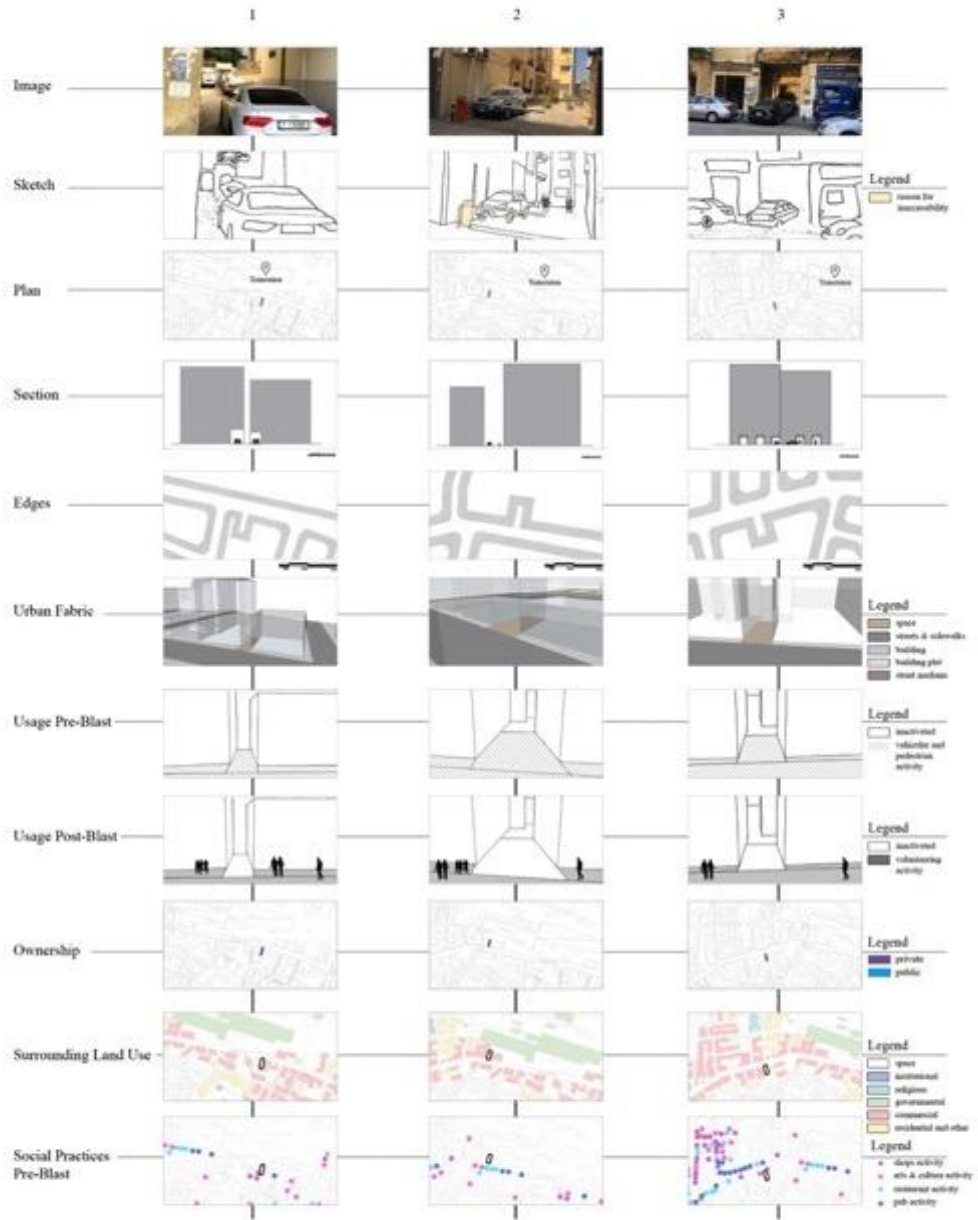 1 2 3
Image
Sketch
Legend
reason for
inaccessibility
Plan
Section
Edges
Urban Fabric
Legend
space
streets & sidewalks
building
building plot
street medians
Usage Pre-Blast
Legend
inactivated
vehicular and
pedestrian
activity
Usage Post-Blast
Legend
inactivated
volunteering
activity
Ownership
Legend
private
public
Surrounding Land Use
Legend
space
institutional
religious
governmental
commercial
residential and other
Social Practices
Pre-Blast
Legend
shops activity
arts & culture activity
restaurant activity
pub activity